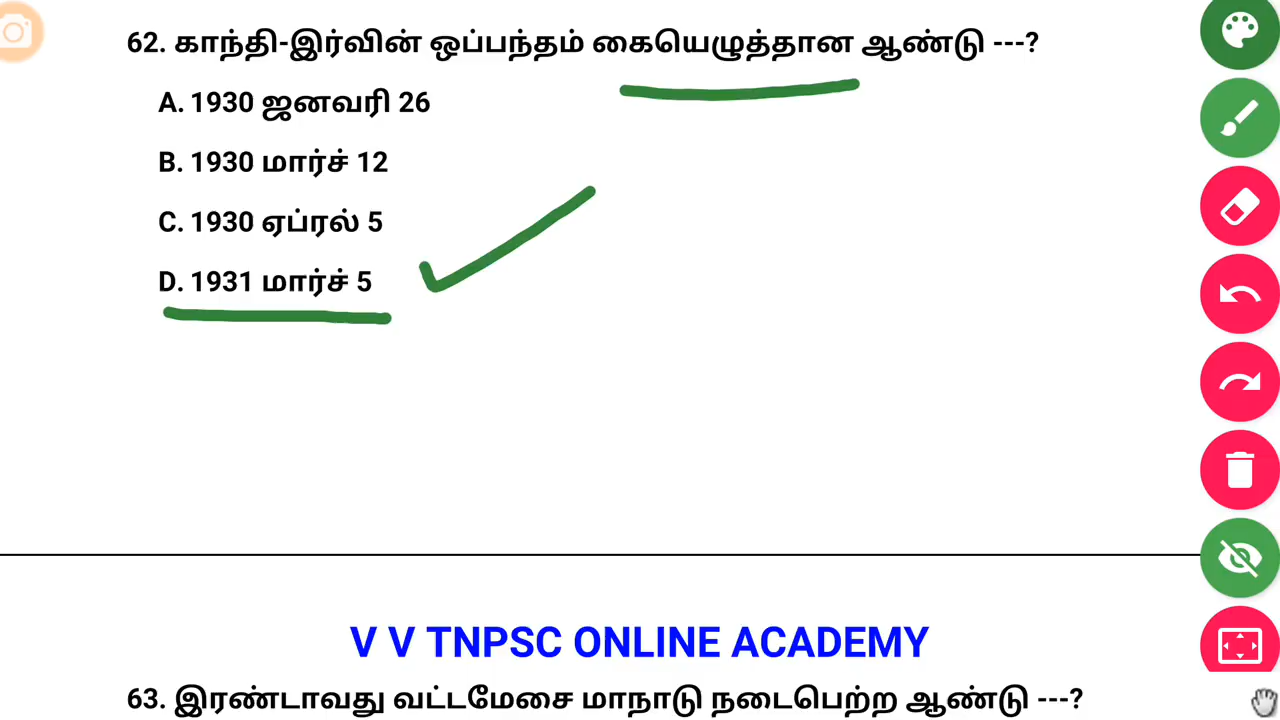 62. காந்தி-இர்வின் ஒப்பந்தம் கையெழுத்தான ஆண்டு ---?
A. 1930 ஜனவரி 26
B. 1930 மார்ச் 12
C. 1930 ஏப்ரல் 5
D. 1931 மார்ச் 5
V V TNPSC ONLINE ACADEMY
63. இரண்டாவது வட்டமேசை மாநாடு நடைபெற்ற ஆண்டு ---?